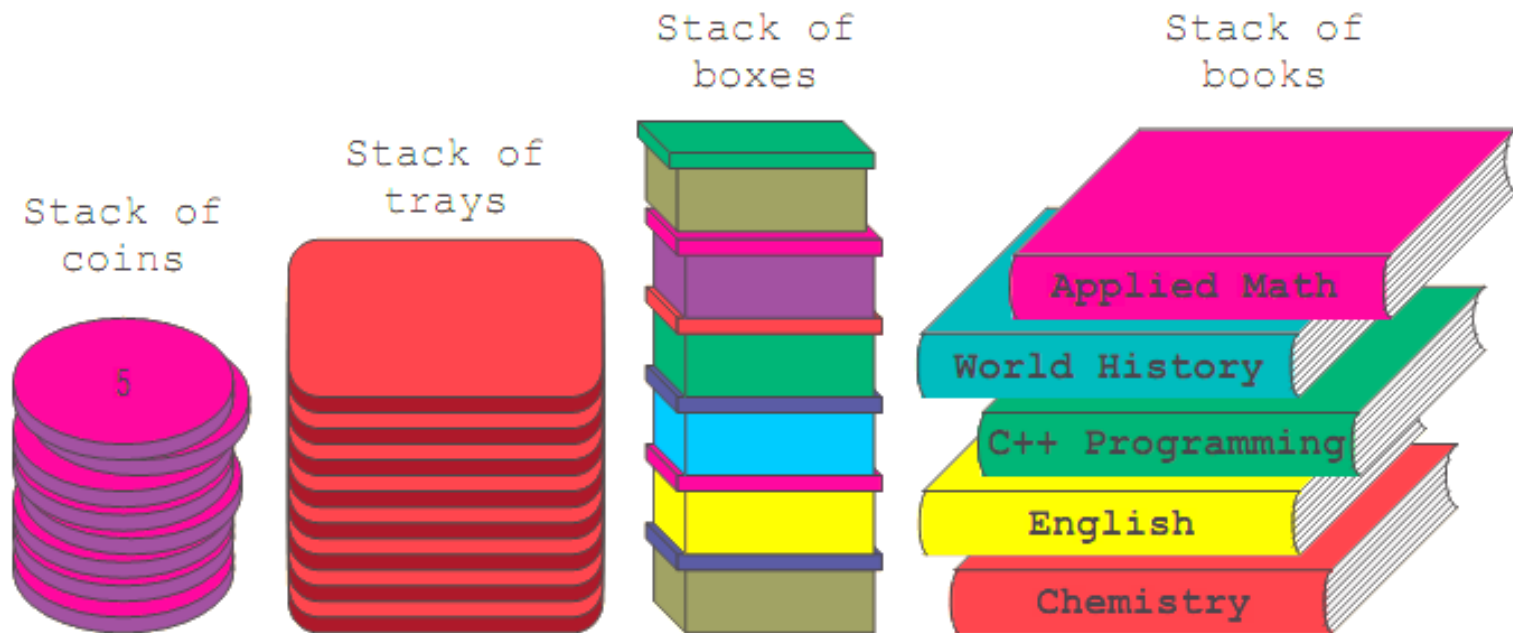 Stack of
coins
5
Stack of
trays
Stack of
boxes
Stack of
books
Applied Math
World History
C++ Programming
English
Chemistry